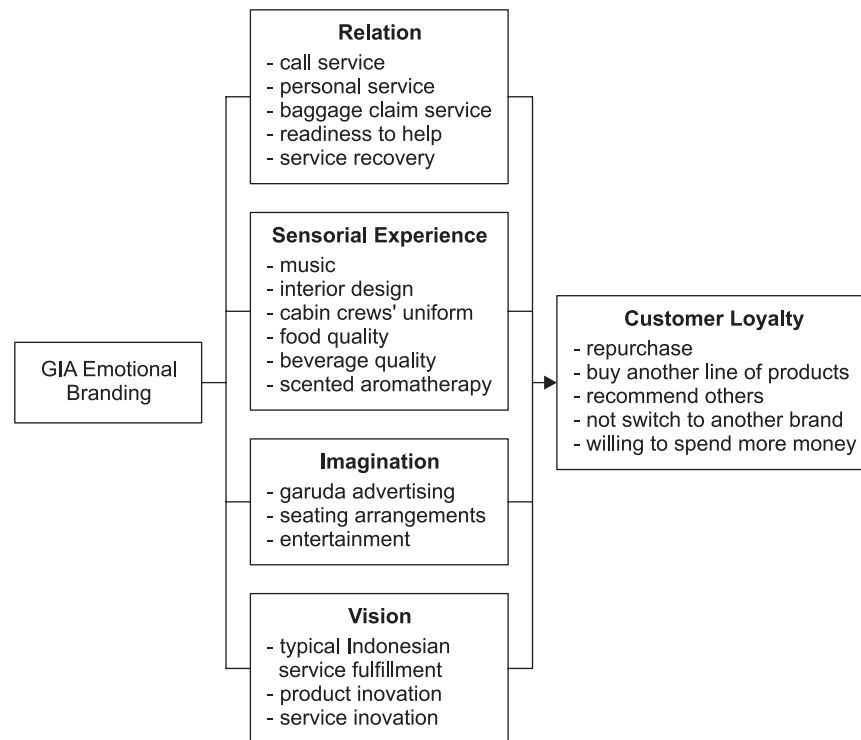 Relation
- call service
- personal service
- baggage claim service
- readiness to help
- service recovery
Sensorial Experience
- music
- interior design
- cabin crews' uniform
- food quality
- beverage quality
- scented aromatherapy
GIA Emotional
Branding
Imagination
- garuda advertising
- seating arrangements
- entertainment
Vision
- typical Indonesian
service fulfillment
- product inovation
- service inovation
Customer Loyalty
- repurchase
- buy another line of products
- recommend others
- not switch to another brand
- willing to spend more money